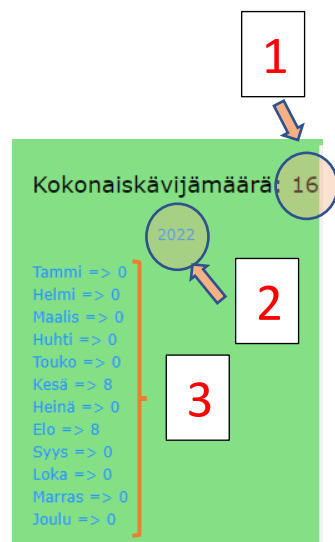 1
Kokonaiskävijämäärä: 16
2022
2
Tammi => 0
Helmi => 0
Maalis => 0
Huhti => 0
Touko => 0
Kesä => 8
Heinä => 0
Elo => 8
Syys => 0
Loka => 0
Marras => 0
Joulu => 0
3